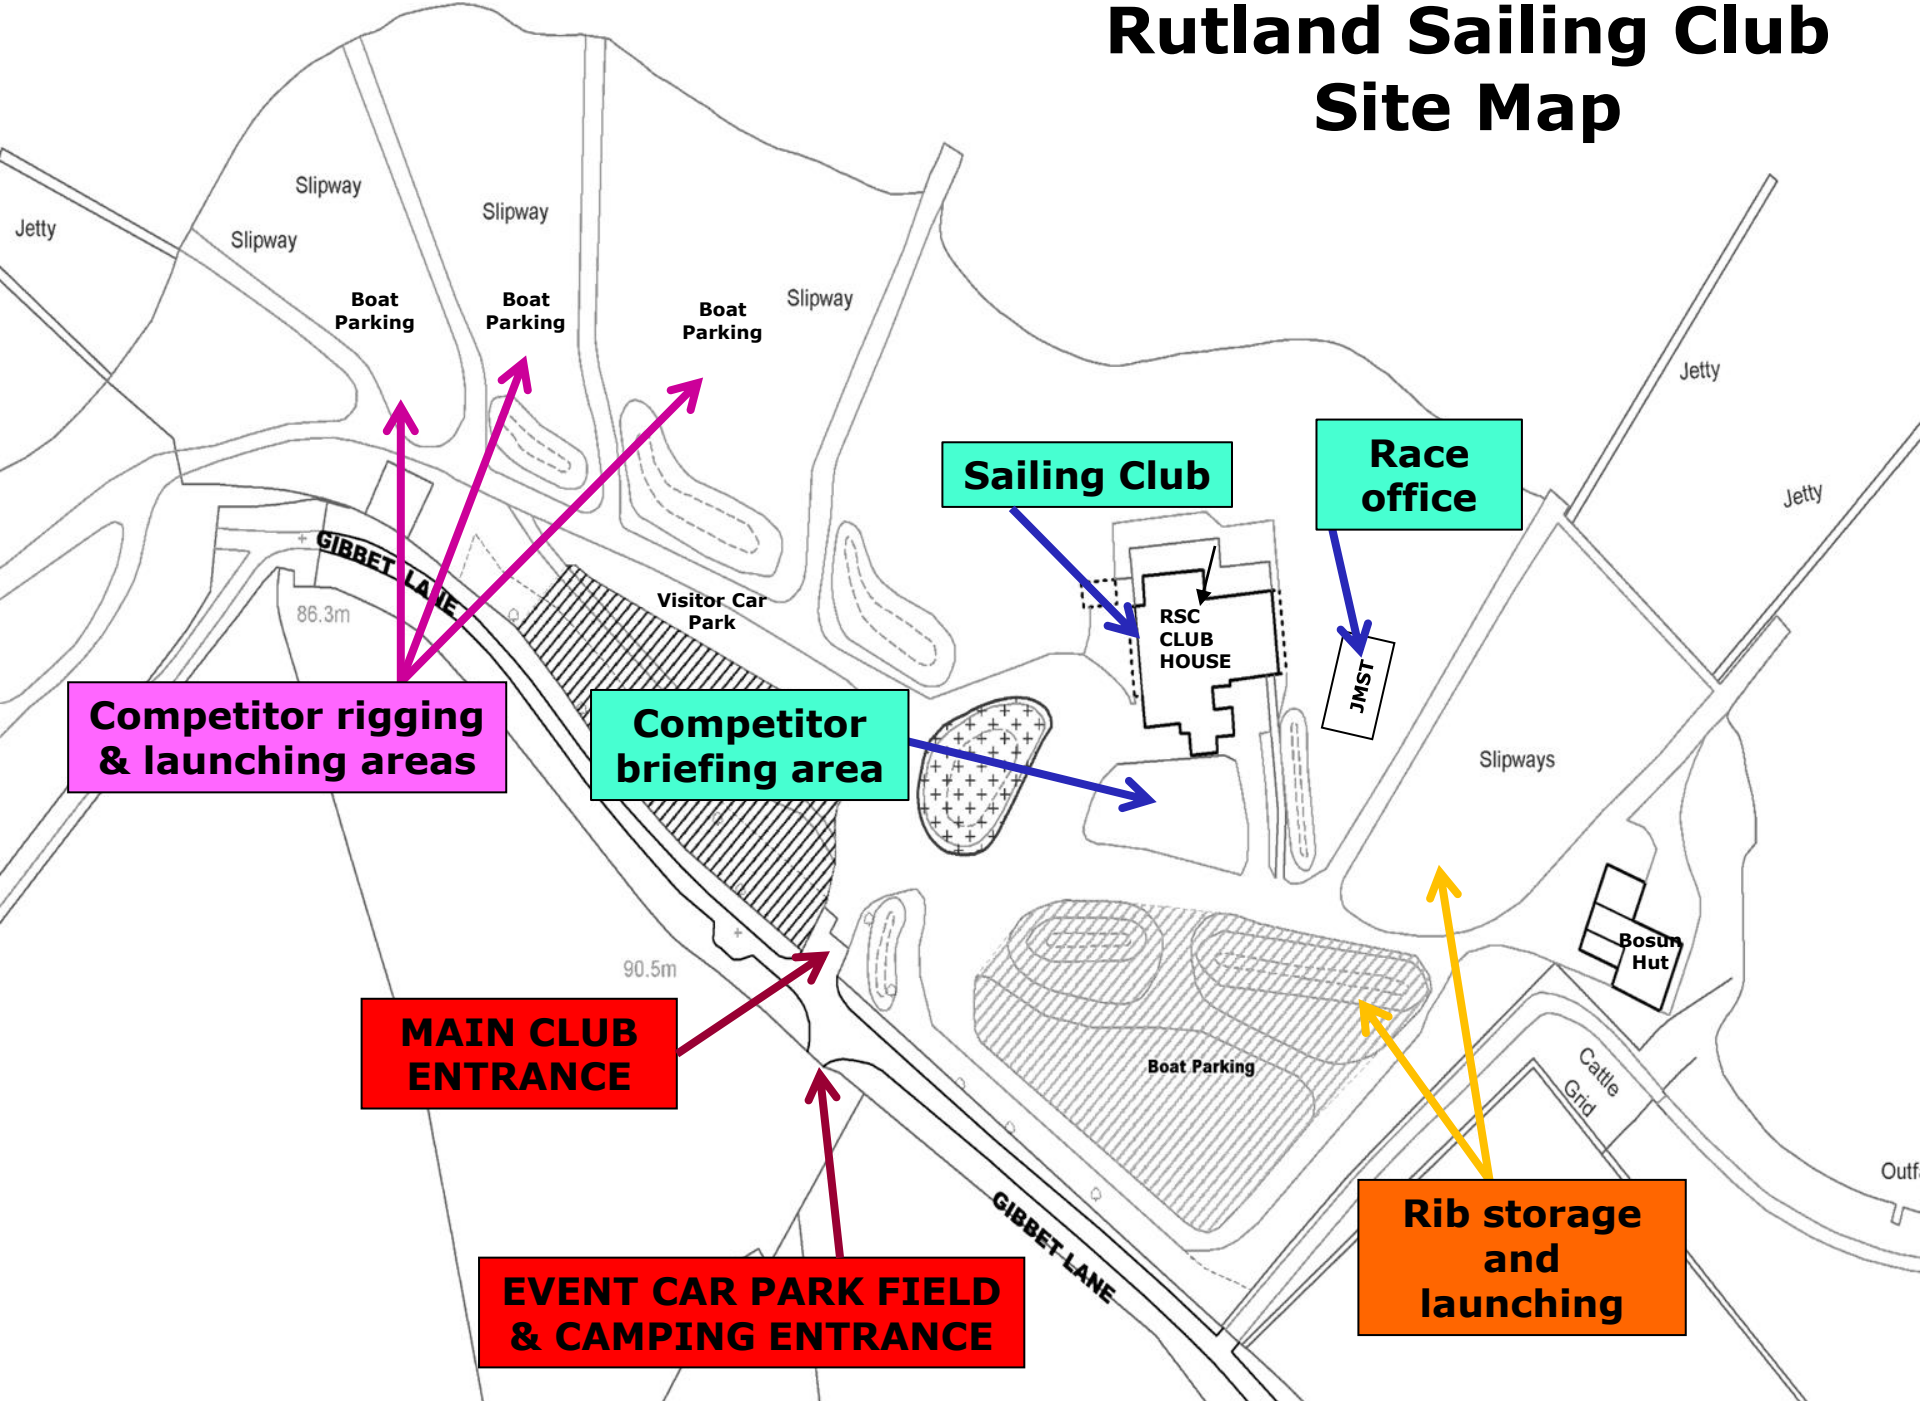 Rutland Sailing Club
Site Map
Slipway
Slipway
Slipway
Jetty
Slipway
Boat
Parking
Boat
Parking
Boat
Parking
Jetty
Jetty
Sailing Club
Race
office
GIBBET LANE
86.3m
Visitor Car
Park
RSC
CLUB
HOUSE
JMST
Competitor rigging
& launching areas
Competitor
briefing area
Slipways
Bosun
Hut
90.5m
MAIN CLUB
ENTRANCE
Boat Parking
Cattle
Grid
GIBBET LANE
Outfa
Rib storage
and
launching
EVENT CAR PARK FIELD
& CAMPING ENTRANCE